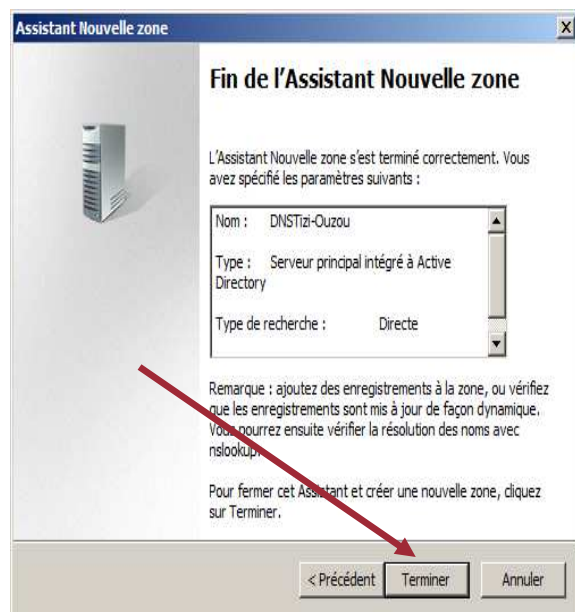 Assistant Nouvelle zone
Fin de l'Assistant Nouvelle zone
L'Assistant Nouvelle zone s'est terminé correctement. Vous
avez spécifié les paramètres suivants :
Nom : DNSTizi-Ouzou
Type : Serveur principal intégré à Active
Directory
Type de recherche : Directe
Remarque : ajoutez des enregistrements à la zone, ou vérifiez
que les enregistrements sont mis à jour de façon dynamique.
Vous pourrez ensuite vérifier la résolution des noms avec
nslookup.
Pour fermer cet Assistant et créer une nouvelle zone, cliquez
sur Terminer.
< Précédent Terminer Annuler